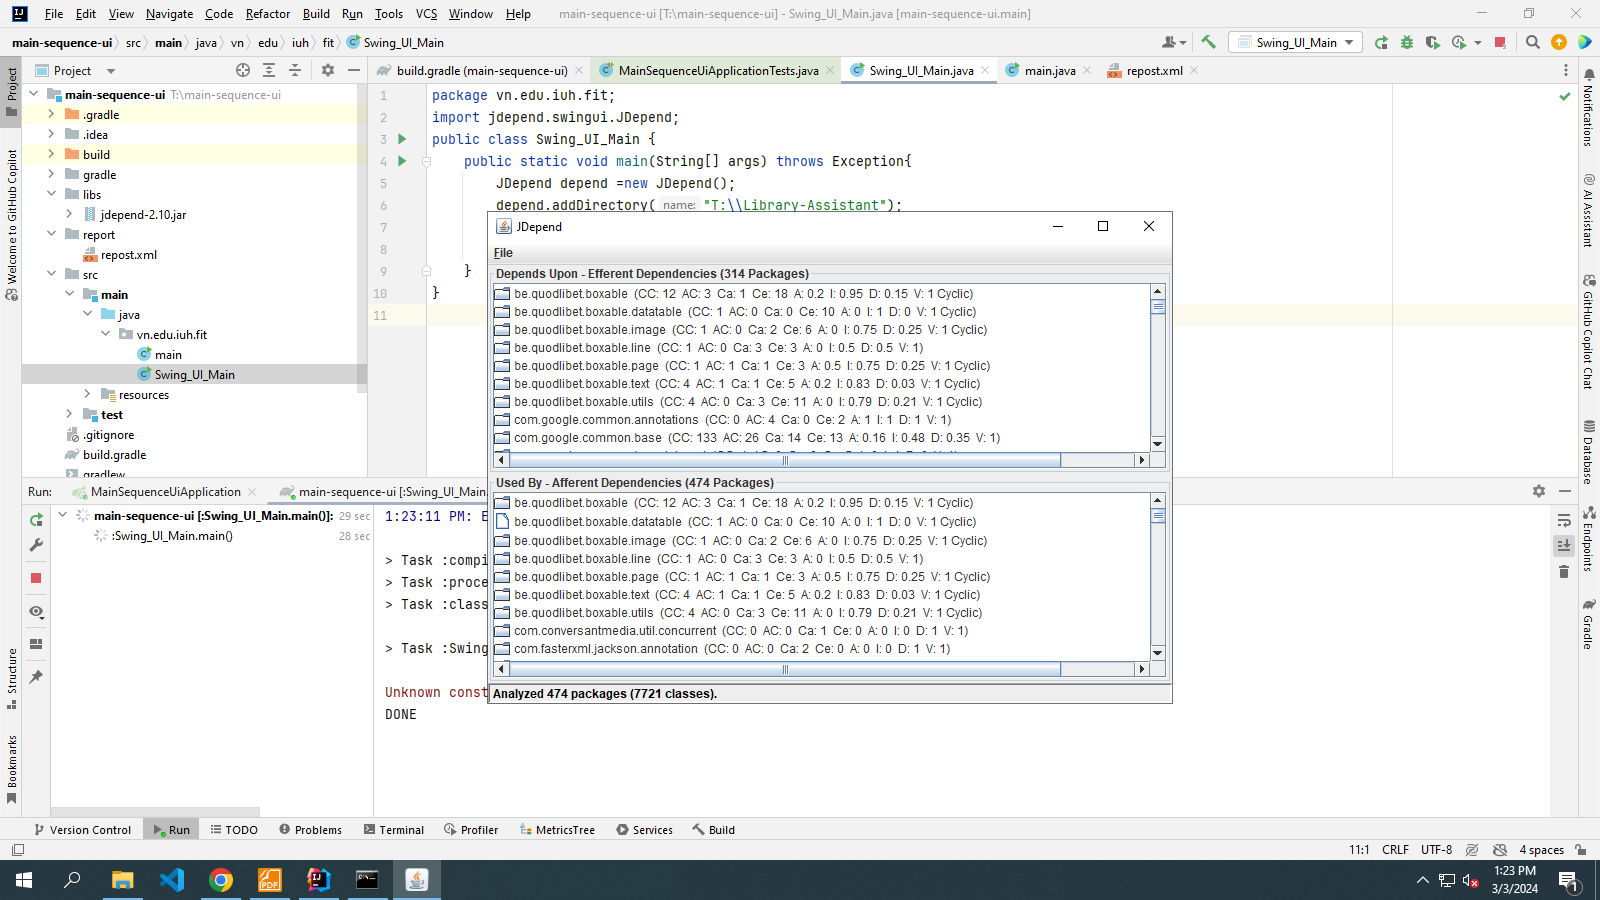 File Edit View Navigate Code Refactor Build Run Tools VCS Window Help main-sequence-ui [T:\main-sequence-ui] - Swing_UI_Main.java [main-sequence-ui.main]
main-sequence-ui src main java vn edu iuh fit Swing_UI_Main
Swing_UI_Main
Project
build.gradle (main-sequence-ui) MainSequenceUiApplicationTests.java Swing_UI_Main.java main.java repost.xml
main-sequence-ui T:\main-sequence-ui
.gradle
.idea
build
gradle
libs
jdepend-2.10.jar
report
repost.xml
src
main
java
vn.edu.iuh.fit
main
Swing_UI_Main
resources
test
.gitignore
build.gradle
gradlew
1 package vn.edu.iuh.fit;
2 import jdepend.swingui.JDepend;
3 public class Swing_UI_Main {
4 public static void main(String[] args) throws Exception{
5 JDepend depend =new JDepend();
6 depend.addDirectory( name: "T:\\Library-Assistant");
7
8
9 }
10 }
11
JDepend
File
Depends Upon - Efferent Dependencies (314 Packages)
be.quodlibet.boxable (CC: 12 AC: 3 Ca: 1 Ce: 18 A: 0.2 I: 0.95 D: 0.15 V: 1 Cyclic)
be.quodlibet.boxable.datatable (CC: 1 AC: 0 Ca: 0 Ce: 10 A: 0 I: 1 D: 0 V: 1 Cyclic)
be.quodlibet.boxable.image (CC: 1 AC: 0 Ca: 2 Ce: 6 A: 0 I: 0.75 D: 0.25 V: 1 Cyclic)
be.quodlibet.boxable.line (CC: 1 AC: 0 Ca: 3 Ce: 3 A: 0 I: 0.5 D: 0.5 V: 1)
be.quodlibet.boxable.page (CC: 1 AC: 1 Ca: 1 Ce: 3 A: 0.5 I: 0.75 D: 0.25 V: 1 Cyclic)
be.quodlibet.boxable.text (CC: 4 AC: 1 Ca: 1 Ce: 5 A: 0.2 I: 0.83 D: 0.03 V: 1 Cyclic)
be.quodlibet.boxable.utils (CC: 4 AC: 0 Ca: 3 Ce: 11 A: 0 I: 0.79 D: 0.21 V: 1 Cyclic)
com.google.common.annotations (CC: 0 AC: 4 Ca: 0 Ce: 2 A: 1 I: 1 D: 1 V: 1)
com.google.common.base (CC: 133 AC: 26 Ca: 14 Ce: 13 A: 0.16 I: 0.48 D: 0.35 V: 1)
Used By - Afferent Dependencies (474 Packages)
be.quodlibet.boxable (CC: 12 AC: 3 Ca: 1 Ce: 18 A: 0.2 I: 0.95 D: 0.15 V: 1 Cyclic)
be.quodlibet.boxable.datatable (CC: 1 AC: 0 Ca: 0 Ce: 10 A: 0 I: 1 D: 0 V: 1 Cyclic)
be.quodlibet.boxable.image (CC: 1 AC: 0 Ca: 2 Ce: 6 A: 0 I: 0.75 D: 0.25 V: 1 Cyclic)
be.quodlibet.boxable.line (CC: 1 AC: 0 Ca: 3 Ce: 3 A: 0 I: 0.5 D: 0.5 V: 1)
be.quodlibet.boxable.page (CC: 1 AC: 1 Ca: 1 Ce: 3 A: 0.5 I: 0.75 D: 0.25 V: 1 Cyclic)
be.quodlibet.boxable.text (CC: 4 AC: 1 Ca: 1 Ce: 5 A: 0.2 I: 0.83 D: 0.03 V: 1 Cyclic)
be.quodlibet.boxable.utils (CC: 4 AC: 0 Ca: 3 Ce: 11 A: 0 I: 0.79 D: 0.21 V: 1 Cyclic)
com.conversantmedia.util.concurrent (CC: 0 AC: 0 Ca: 1 Ce: 0 A: 0 I: 0 D: 1 V: 1)
com.fasterxml.jackson.annotation (CC: 0 AC: 0 Ca: 2 Ce: 0 A: 0 I: 0 D: 1 V: 1)
Analyzed 474 packages (7721 classes).
Run: MainSequenceUiApplication main-sequence-ui [:Swing_UI_Main.
main-sequence-ui [:Swing_UI_Main.main()]: 29 sec
:Swing_UI_Main.main() 28 sec
1:23:11 PM: E
> Task :compi
> Task :proce
> Task :class
> Task :Swing
Unknown const
DONE
Project
Welcome to GitHub Copilot
Structure
Bookmarks
Notifications
AI Assistant
GitHub Copilot Chat
Database
Endpoints
Gradle
Version Control Run TODO Problems Terminal Profiler MetricsTree Services Build
11:1 CRLF UTF-8 4 spaces
PDF
1:23 PM
3/3/2024
1